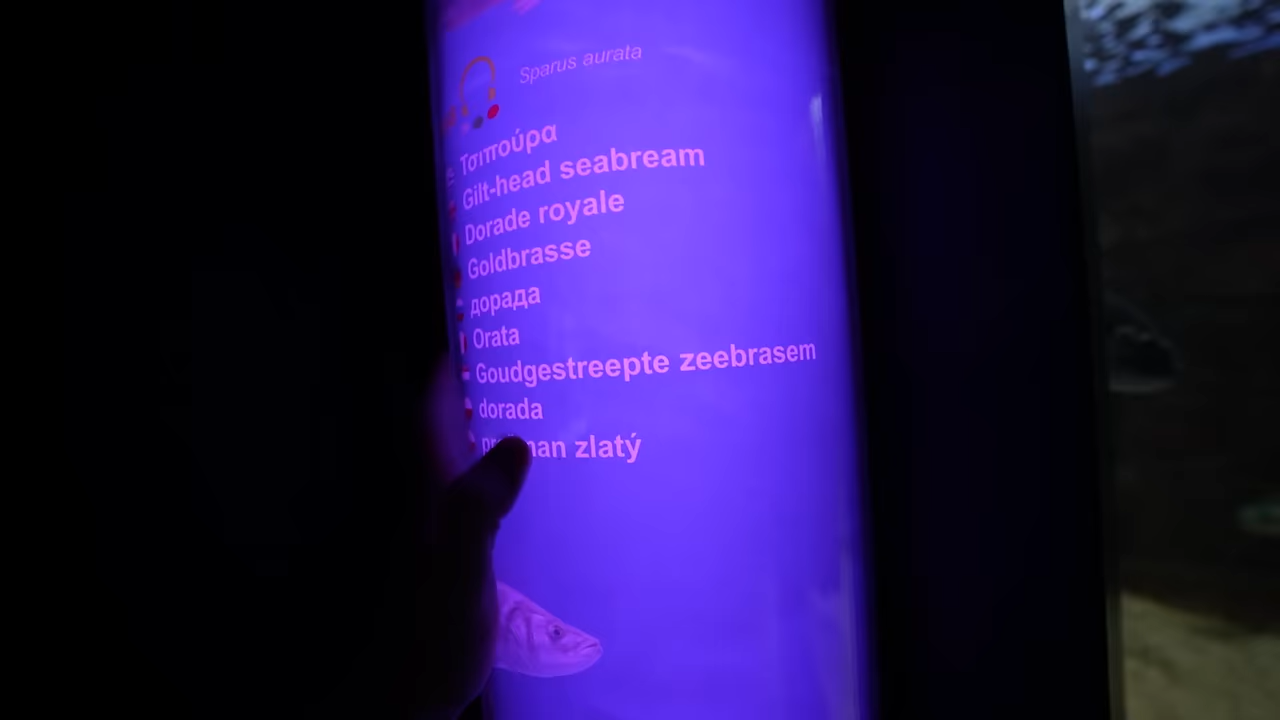 Sparus aurata
Τσιπούρα
Gilt-head seabream
Dorade royale
Goldbrasse
дорада
Orata
Goudgestreepte zeebrasem
dorada
zlatý